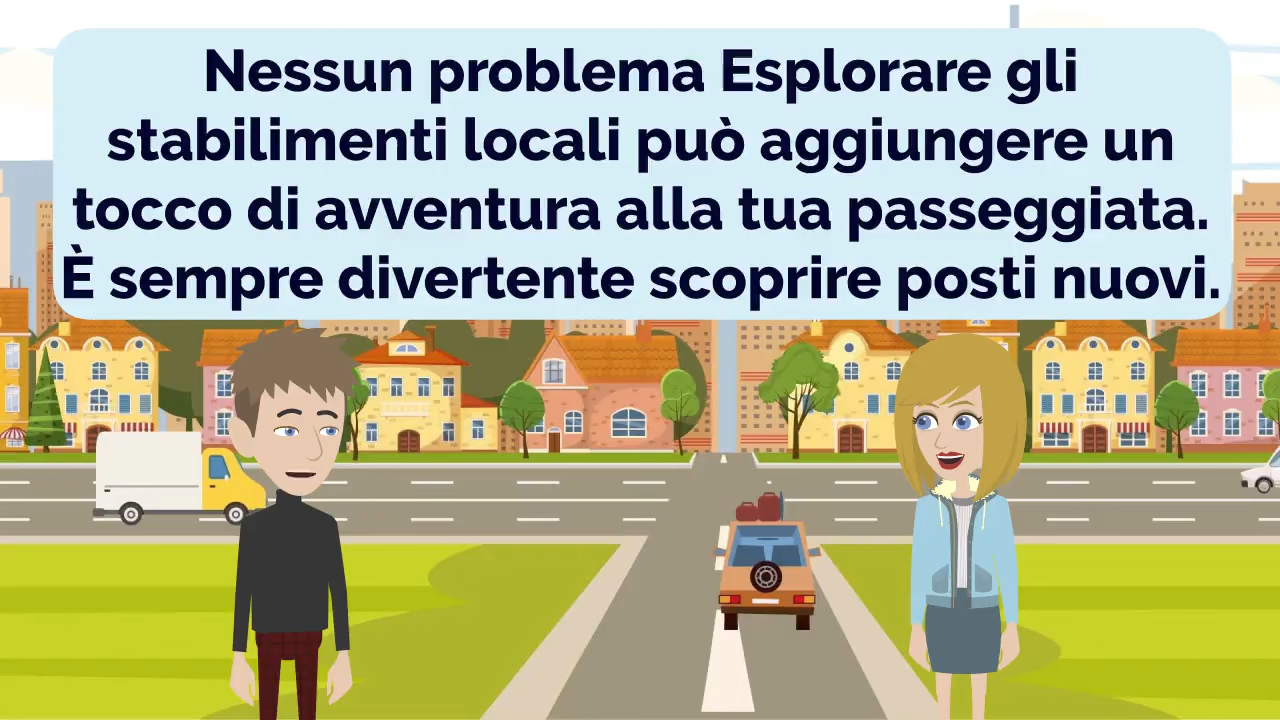 Nessun problema Esplorare gli
stabilimenti locali può aggiungere un
tocco di avventura alla tua passeggiata.
È sempre divertente scoprire posti nuovi.